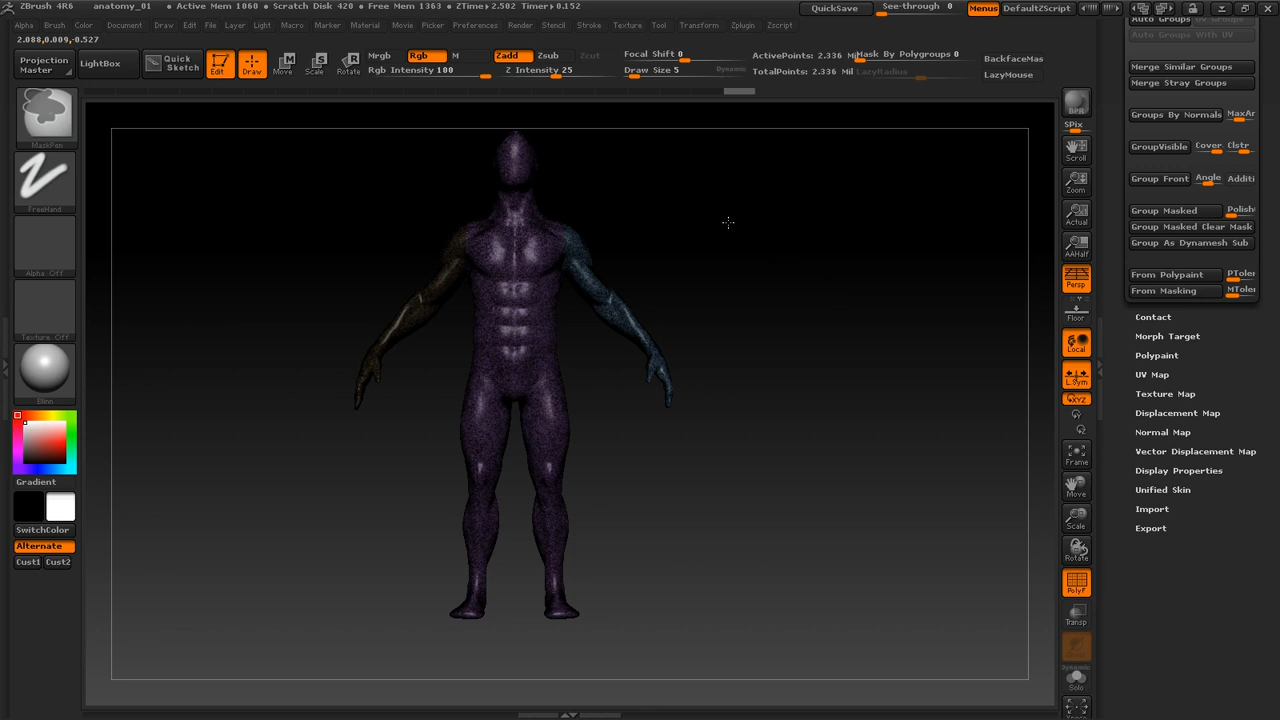 ZBrush 4R6 anatomy_01 • Active Mem 1060 • Scratch Disk 420 • Free Mem 1363 • ZTime▸2.502 Timer▸0.152 QuickSave See-through 0 Menus DefaultZScript
Alpha Brush Color Document Draw Edit File Layer Light Macro Marker Material Movie Picker Preferences Render Stencil Stroke Texture Tool Transform Zplugin Zscript
2.088,0.009,-0.527
Projection Master
LightBox
Quick Sketch
Edit
Draw
Move
Scale
Rotate
Mrgb Rgb M
Rgb Intensity 100
Zadd Zsub Zcut
Z Intensity 25
Focal Shift 0
Draw Size 5 Dynamic
ActivePoints: 2.336 Mil
TotalPoints: 2.336 Mil
Mask By Polygroups 0
LazyRadius
BackfaceMas
LazyMouse
MaskPen
FreeHand
Alpha Off
Texture Off
Blinn
Gradient
SwitchColor
Alternate
Cust1 Cust2
BPR
SPix
Scroll
Zoom
Actual
AAHalf
Persp
Floor
Local
L.Sym
XYZ
Frame
Move
Scale
Rotate
PolyF
Transp
Dynamic
Solo
Auto Groups UV Groups
Auto Groups With UV
Merge Similar Groups
Merge Stray Groups
Groups By Normals MaxAn
GroupVisible Cover Clstr
Group Front Angle Additi
Group Masked Polish
Group Masked Clear Mask
Group As Dynamesh Sub
From Polypaint PToler
From Masking MToler
Contact
Morph Target
Polypaint
UV Map
Texture Map
Displacement Map
Normal Map
Vector Displacement Map
Display Properties
Unified Skin
Import
Export